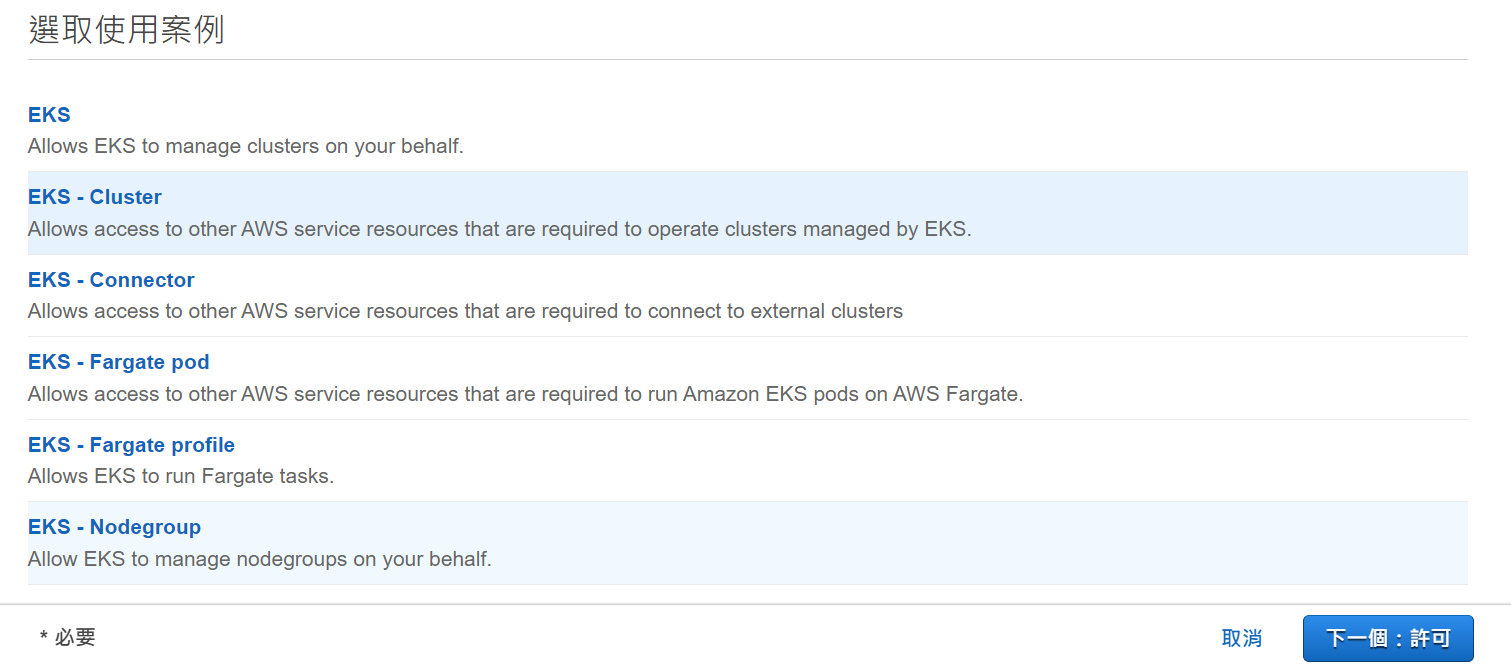 選取使用案例
EKS
Allows EKS to manage clusters on your behalf.
EKS - Cluster
Allows access to other AWS service resources that are required to operate clusters managed by EKS.
EKS - Connector
Allows access to other AWS service resources that are required to connect to external clusters
EKS - Fargate pod
Allows access to other AWS service resources that are required to run Amazon EKS pods on AWS Fargate.
EKS - Fargate profile
Allows EKS to run Fargate tasks.
EKS - Nodegroup
Allow EKS to manage nodegroups on your behalf.
* 必要
取消
下一個：許可